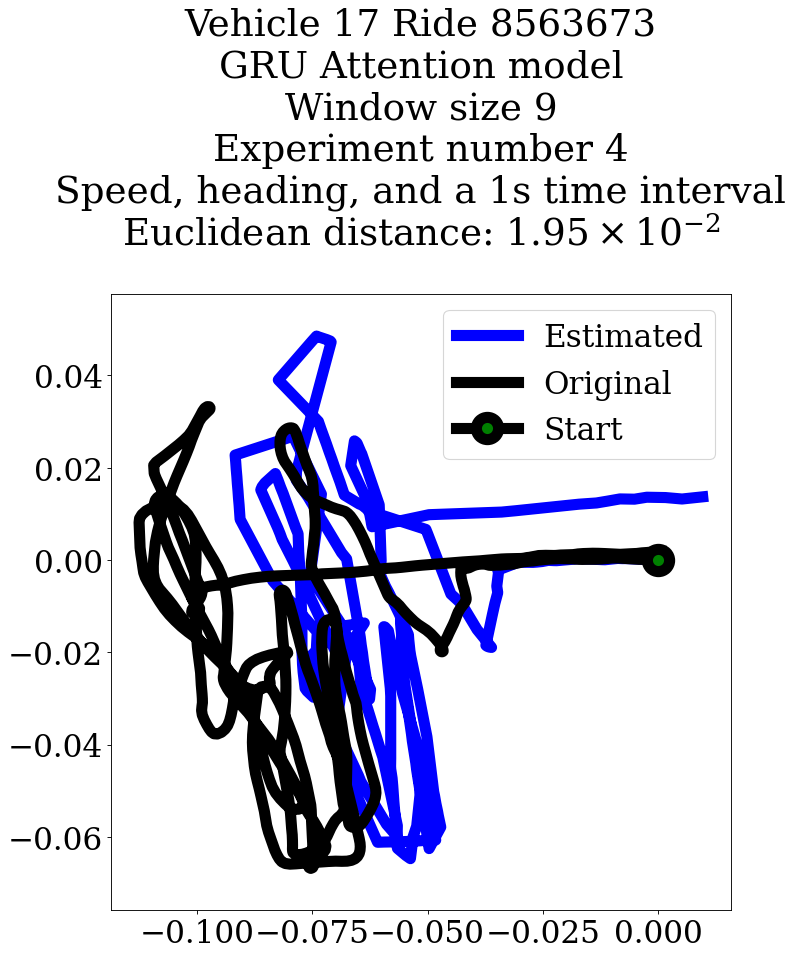 Vehicle 17 Ride 8563673
GRU Attention model
Window size 9
Experiment number 4
Speed, heading, and a 1s time interval
Euclidean distance: 1.95 × 10⁻²
Estimated
Original
Start
0.04
0.02
0.00
−0.02
−0.04
−0.06
−0.100 −0.075 −0.050 −0.025 0.000